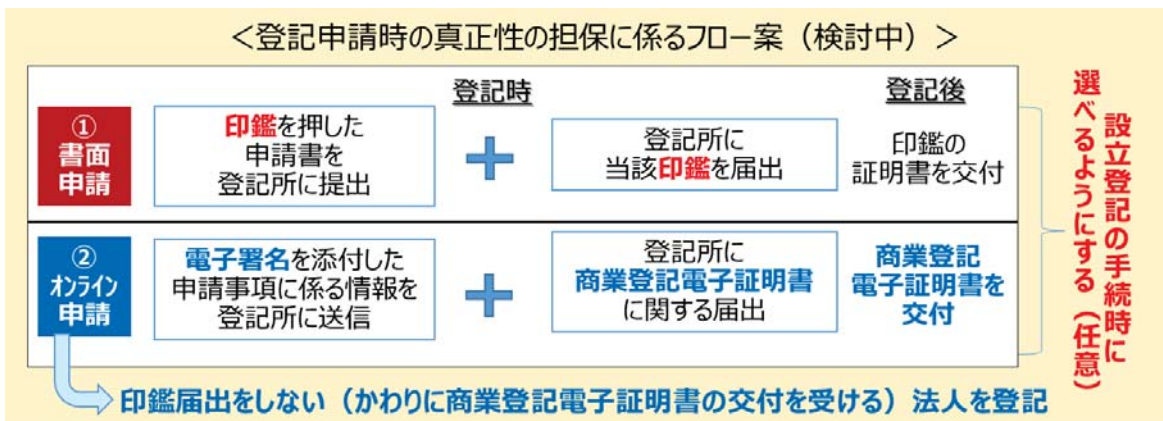 ＜登記申請時の真正性の担保に係るフロー案（検討中）＞
登記時
登記後
①
書面
申請
印鑑を押した
申請書を
登記所に提出
＋
登記所に
当該印鑑を届出
印鑑の
証明書を交付
②
オンライン
申請
電子署名を添付した
申請事項に係る情報を
登記所に送信
＋
登記所に
商業登記電子証明書
に関する届出
商業登記
電子証明書を
交付
設立登記の手続時に
選べるようにする（任意）
印鑑届出をしない（かわりに商業登記電子証明書の交付を受ける）法人を登記